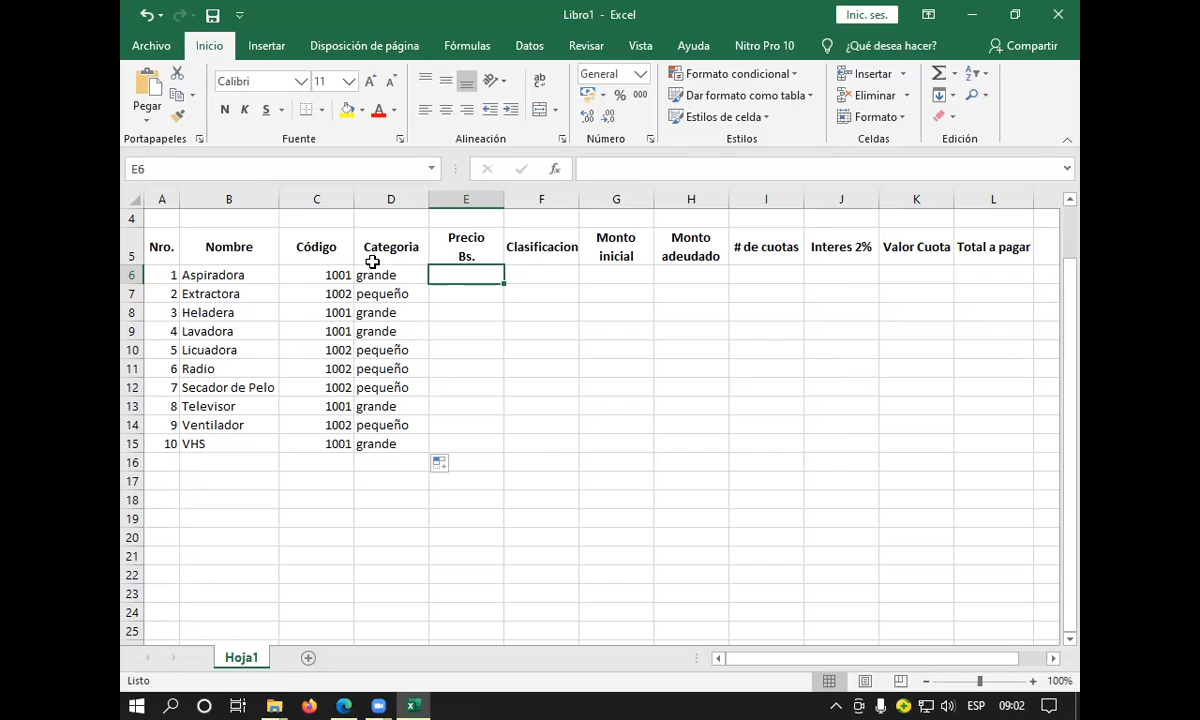 Libro1 - Excel
Inic. ses.
Archivo Inicio Insertar Disposición de página Fórmulas Datos Revisar Vista Ayuda Nitro Pro 10 ¿Qué desea hacer? Compartir
Pegar
Calibri 11
N K S
A A
A
ab
General
% 000
Formato condicional
Dar formato como tabla
Estilos de celda
Insertar
Eliminar
Formato
Portapapeles Fuente Alineación Número Estilos Celdas Edición
E6 fx
A B C D E F G H I J K L
4
5 Nro. Nombre Código Categoria Precio Bs. Clasificacion Monto inicial Monto adeudado # de cuotas Interes 2% Valor Cuota Total a pagar
6 1 Aspiradora 1001 grande
7 2 Extractora 1002 pequeño
8 3 Heladera 1001 grande
9 4 Lavadora 1001 grande
10 5 Licuadora 1002 pequeño
11 6 Radio 1002 pequeño
12 7 Secador de Pelo 1002 pequeño
13 8 Televisor 1001 grande
14 9 Ventilador 1002 pequeño
15 10 VHS 1001 grande
16
17
18
19
20
21
22
23
24
25
Hoja1
Listo 100%
ESP 09:02